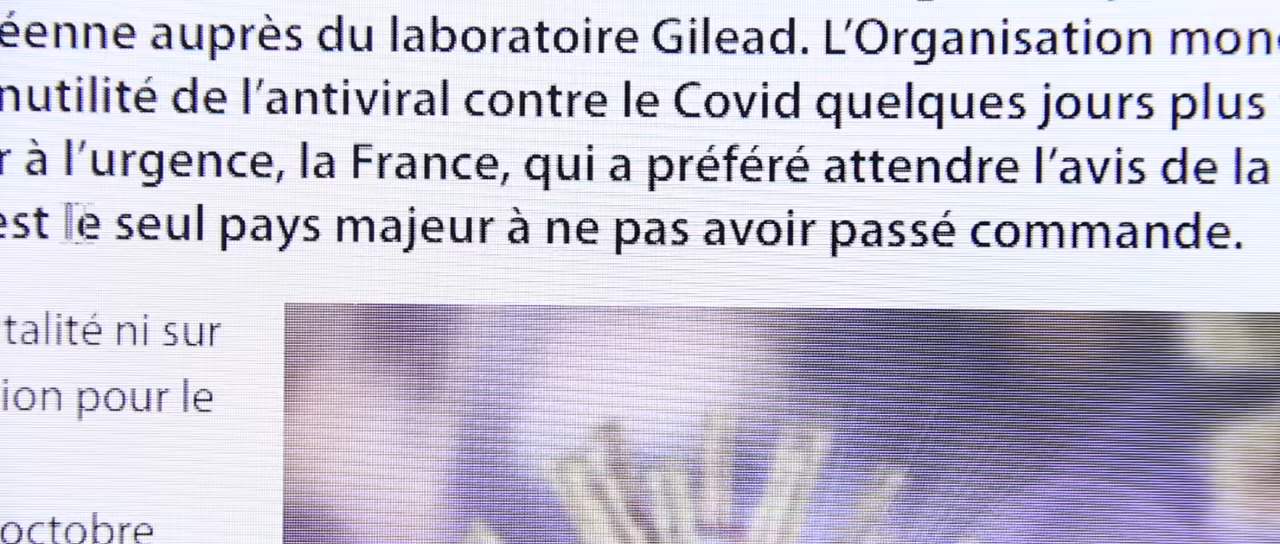 éenne auprès du laboratoire Gilead. L’Organisation mon
nutilité de l’antiviral contre le Covid quelques jours plus
r à l’urgence, la France, qui a préféré attendre l’avis de la
est le seul pays majeur à ne pas avoir passé commande.
talité ni sur
ion pour le
octobre